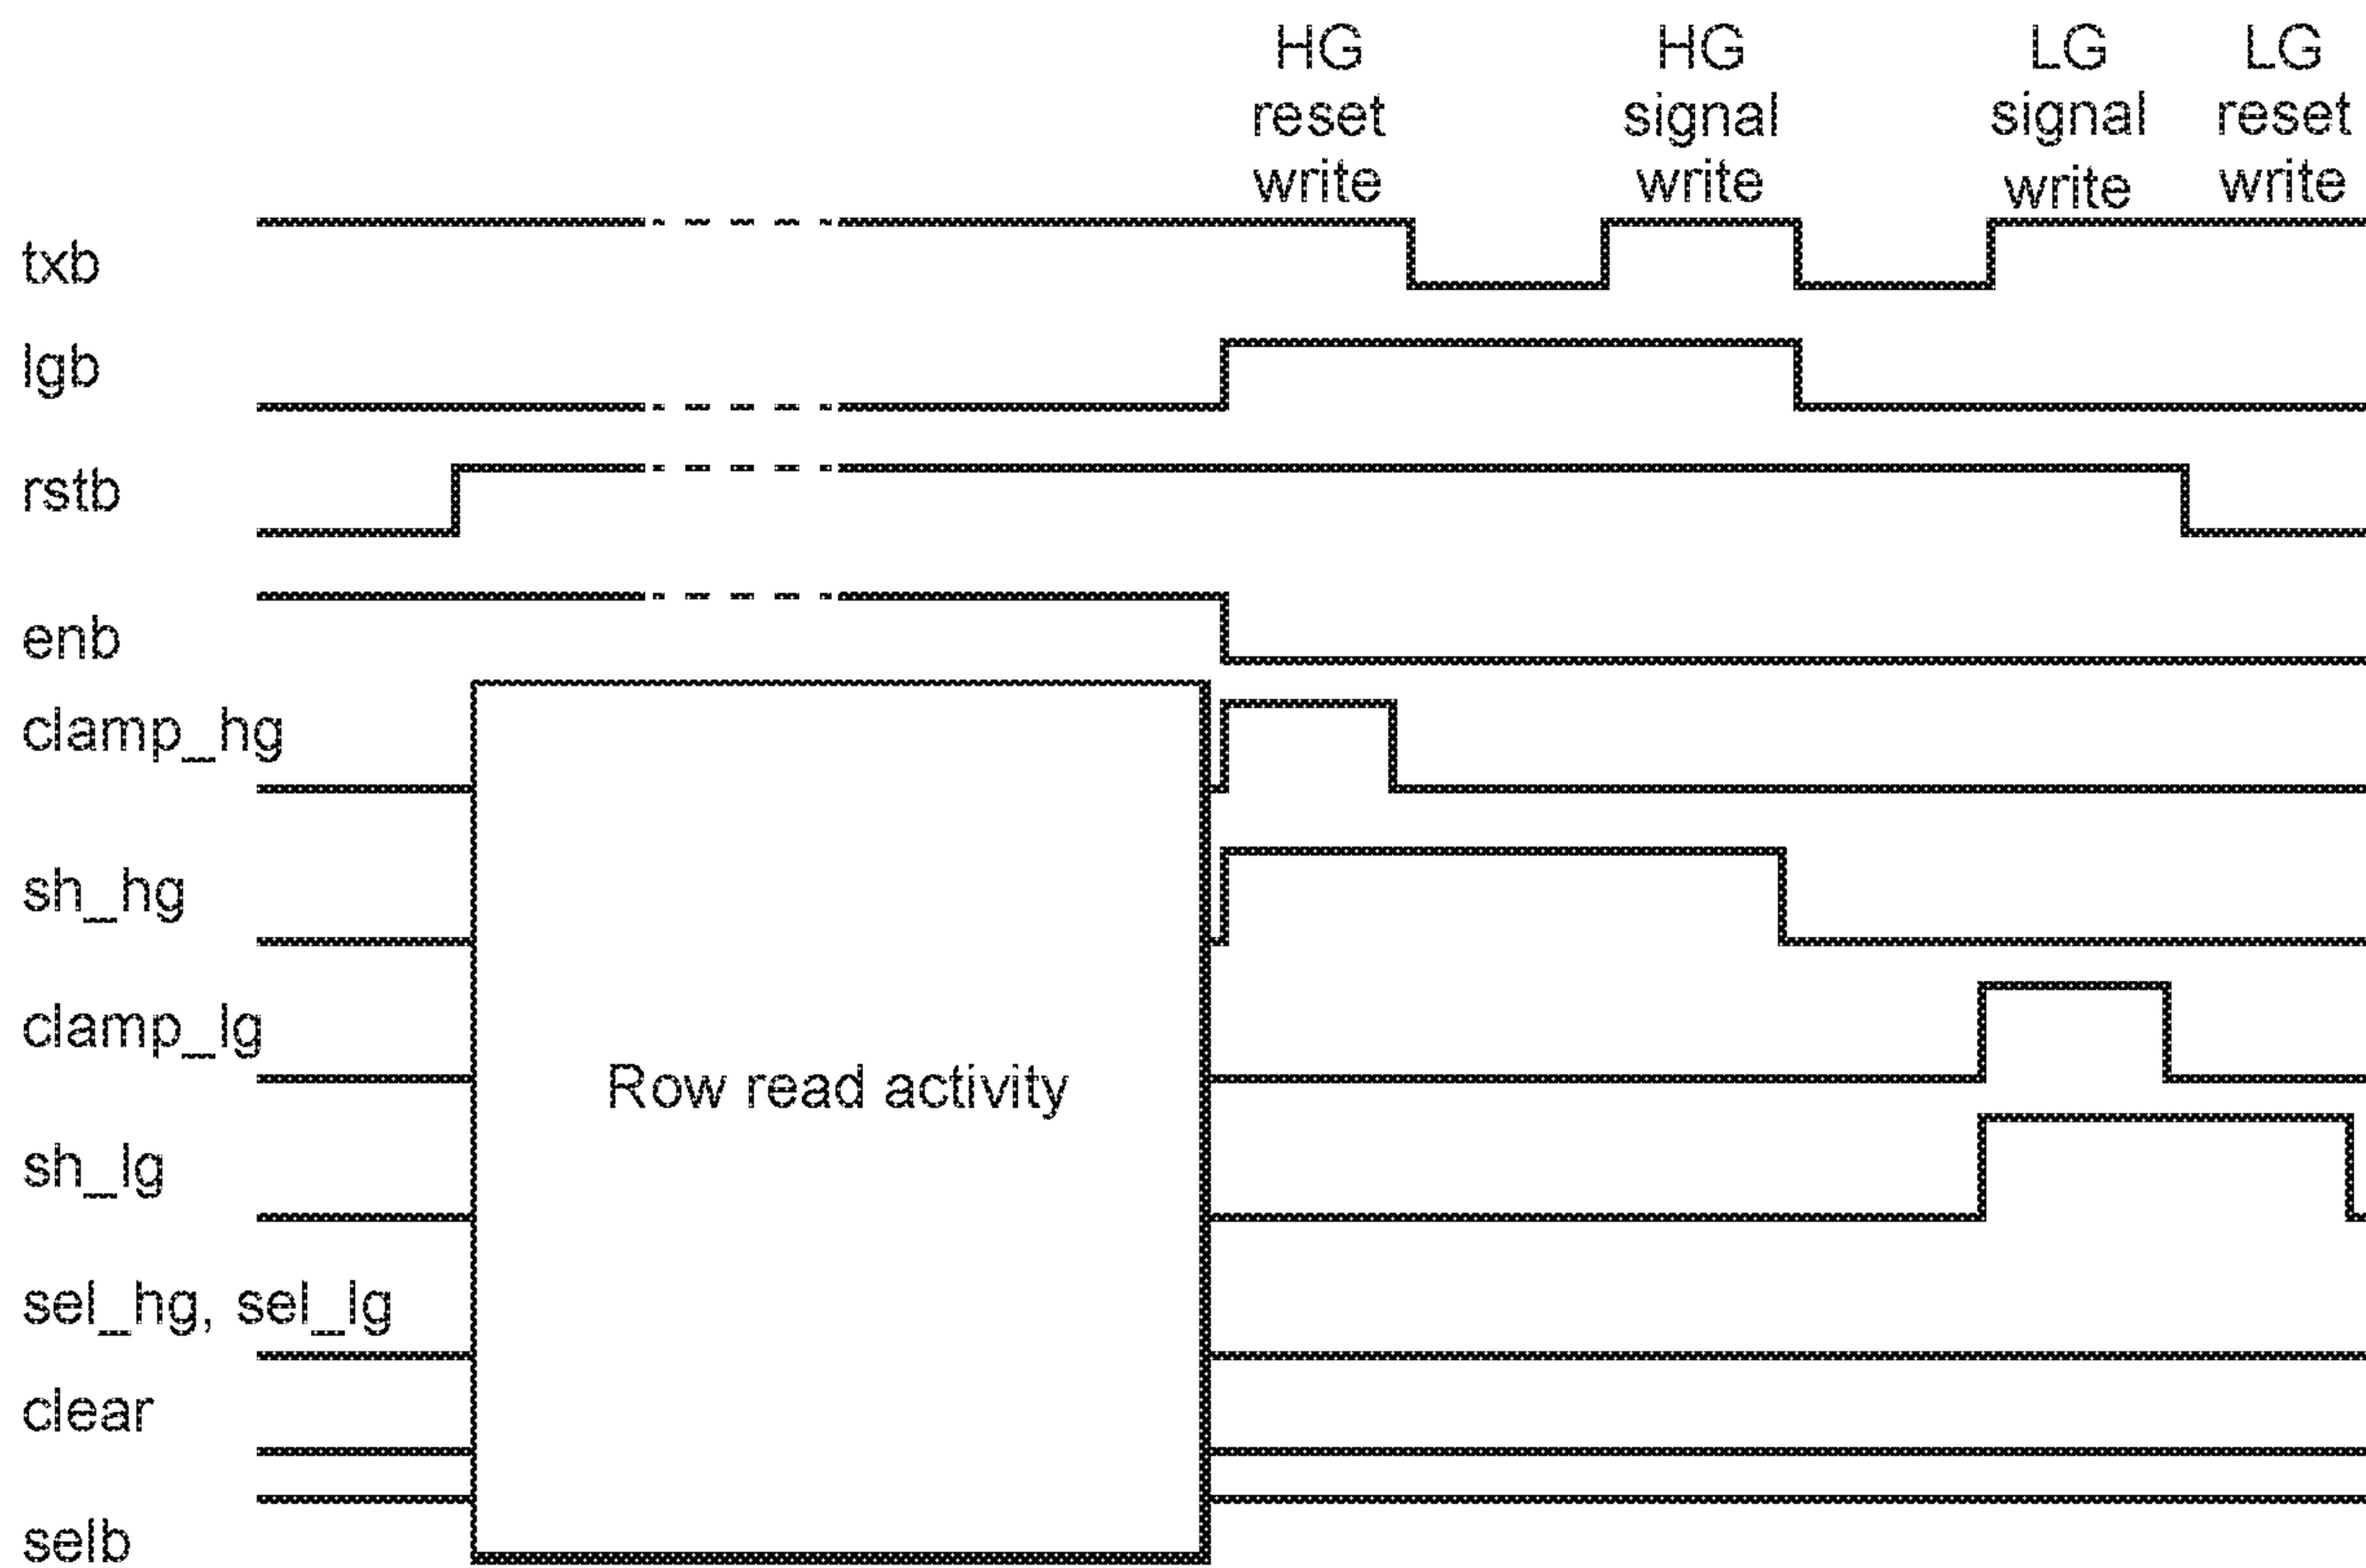 HG HG LG LG
reset signal signal reset
write write write write
txb
lgb
rstb
enb
clamp_hg
sh_hg
clamp_lg
Row read activity
sh_lg
sel_hg, sel_lg
clear
selb